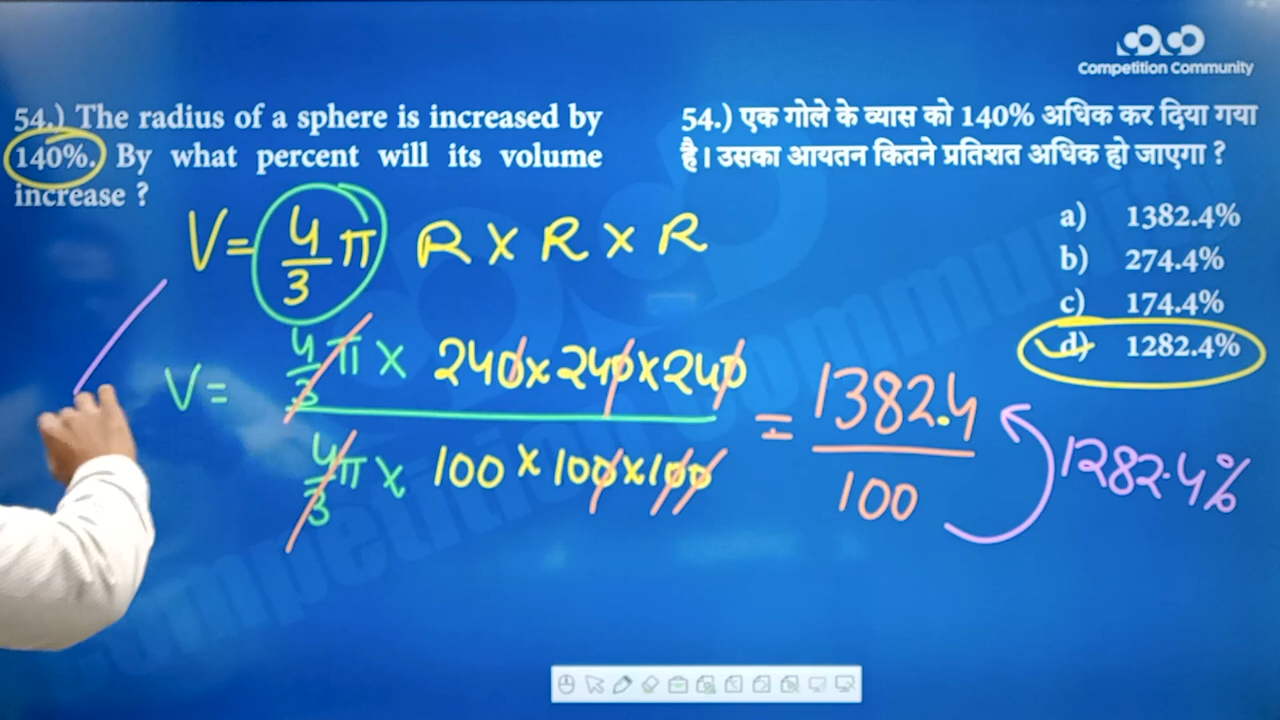 Competition Community
54.) The radius of a sphere is increased by
140%. By what percent will its volume
increase ?
54.) एक गोले के व्यास को 140% अधिक कर दिया गया
है। उसका आयतन कितने प्रतिशत अधिक हो जाएगा ?
a) 1382.4%
b) 274.4%
c) 174.4%
d) 1282.4%
V= 4/3 π R × R × R
V= 4/3 π × 240×240×240
4/3 π × 100×100×100
= 1382.4/100
1282.4%
Competition Community